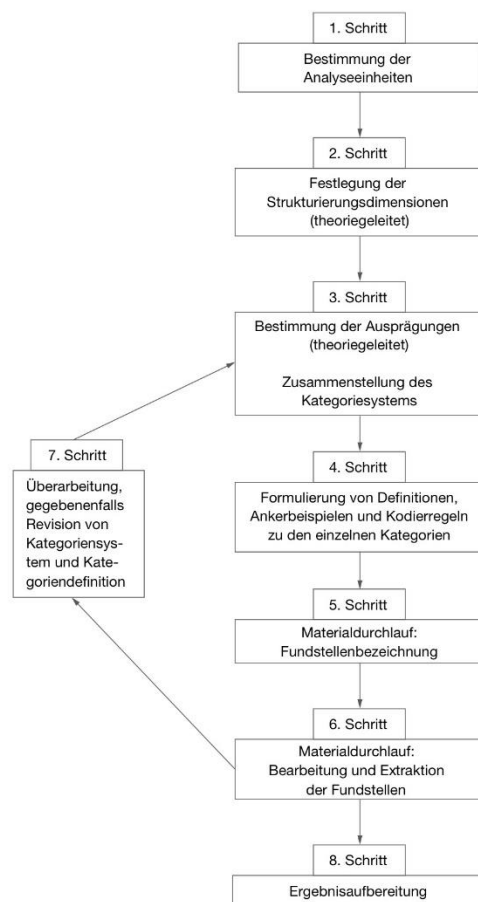 1. Schritt
Bestimmung der
Analyseeinheiten
2. Schritt
Festlegung der
Strukturierungsdimensionen
(theoriegeleitet)
3. Schritt
Bestimmung der Ausprägungen
(theoriegeleitet)
Zusammenstellung des
Kategoriesystems
7. Schritt
Überarbeitung,
gegebenenfalls
Revision von
Kategoriensys-
tem und Kate-
goriendefinition
4. Schritt
Formulierung von Definitionen,
Ankerbeispielen und Kodierregeln
zu den einzelnen Kategorien
5. Schritt
Materialdurchlauf:
Fundstellenbezeichnung
6. Schritt
Materialdurchlauf:
Bearbeitung und Extraktion
der Fundstellen
8. Schritt
Ergebnisaufbereitung